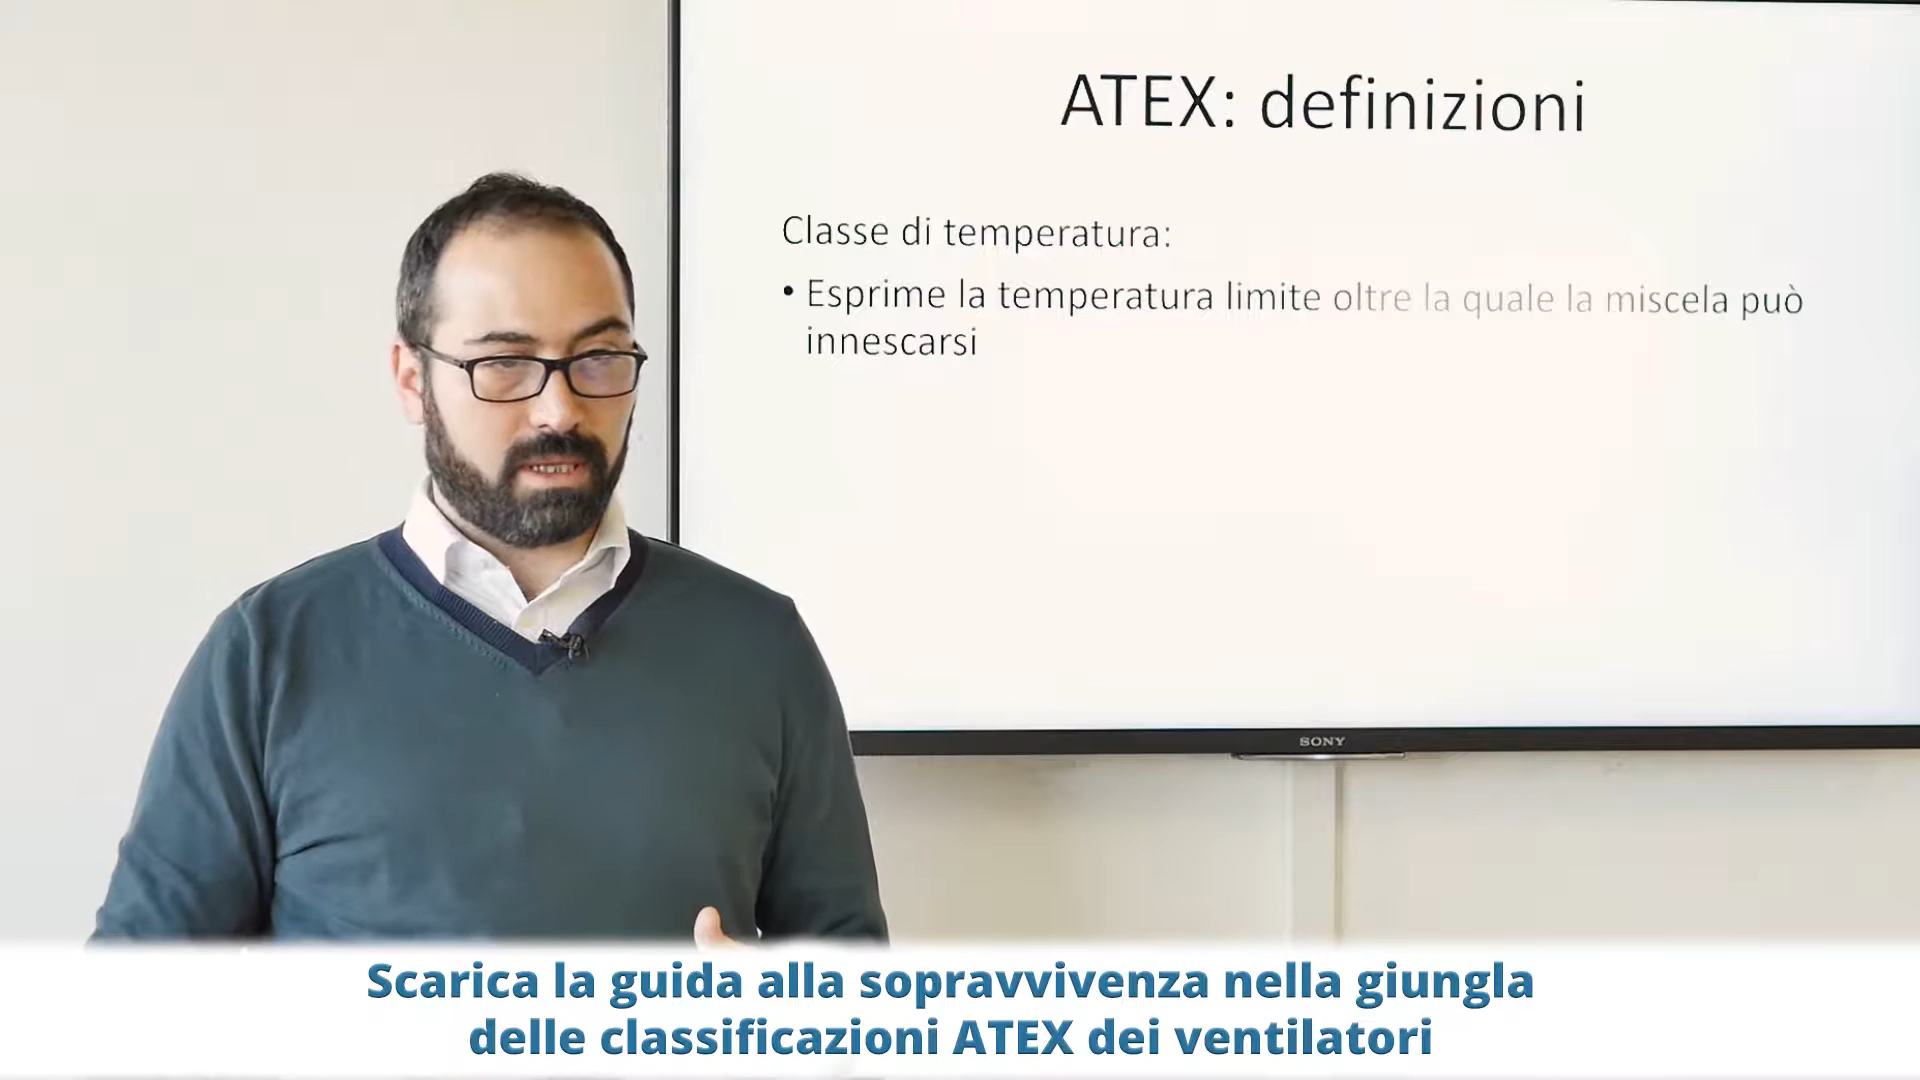 ATEX: definizioni
Classe di temperatura:
• Esprime la temperatura limite oltre la quale la miscela può
innescarsi
SONY
Scarica la guida alla sopravvivenza nella giungla
delle classificazioni ATEX dei ventilatori